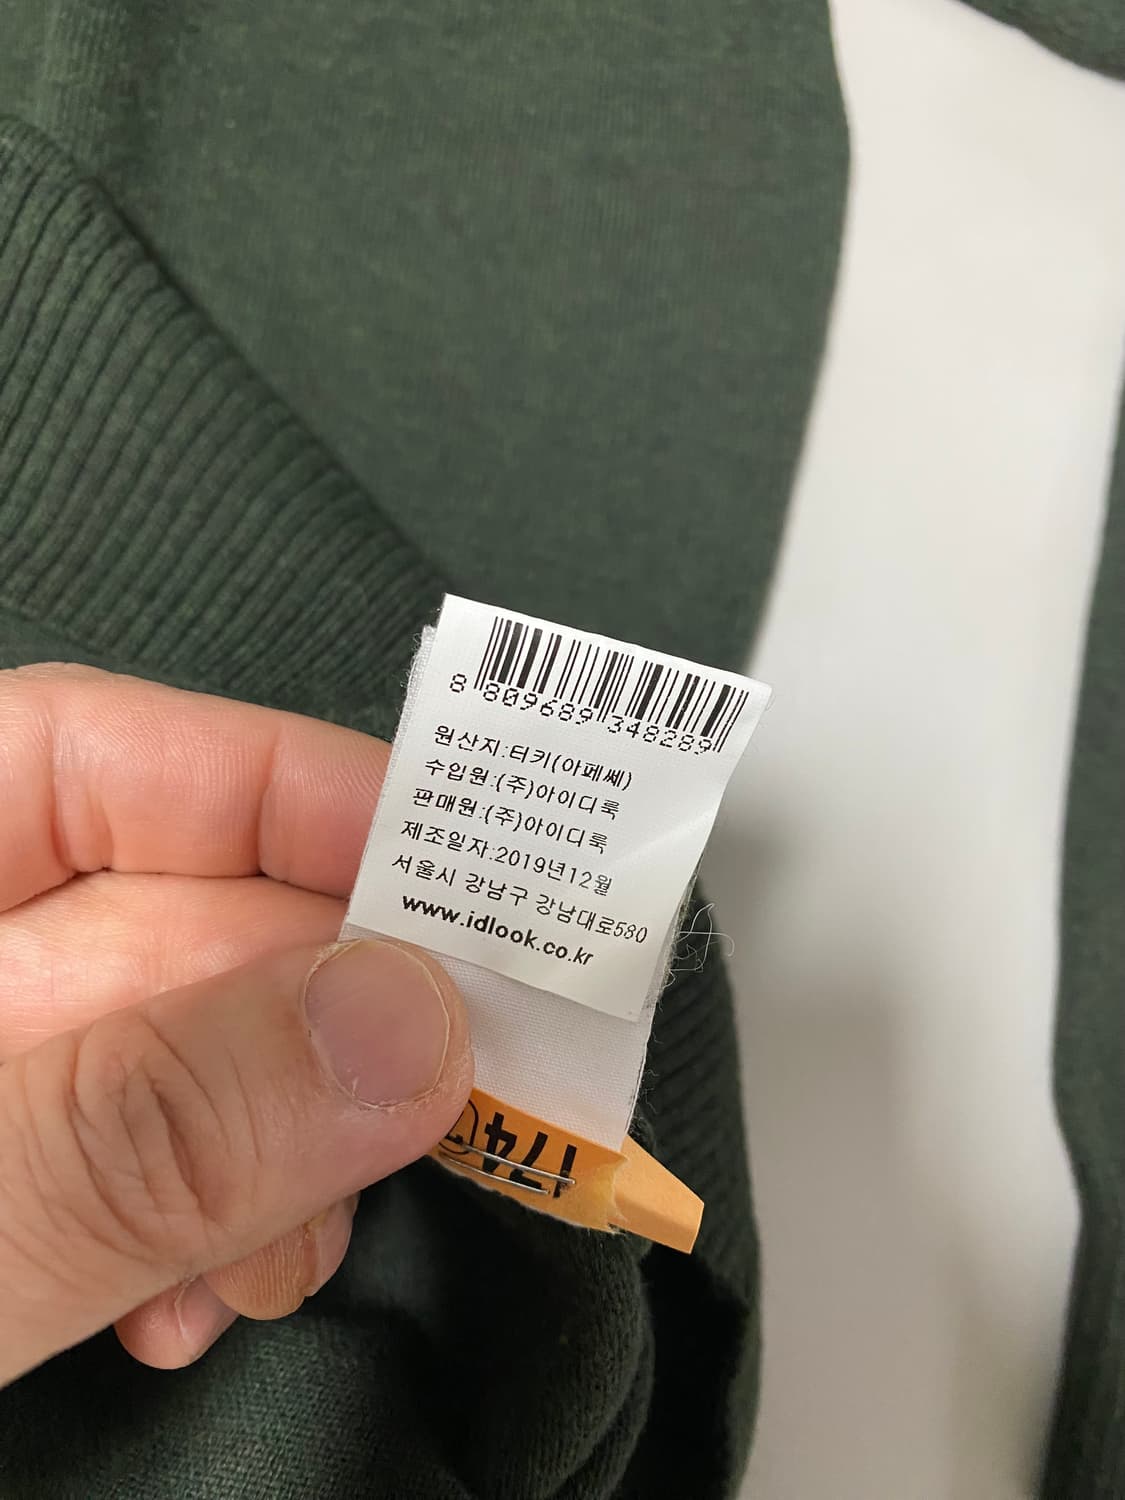 8 809689 348289
원산지:터키(아페쎄)
수입원:(주)아이디룩
판매원:(주)아이디룩
제조일자:2019년12월
서울시 강남구 강남대로580
www.idlook.co.kr
174